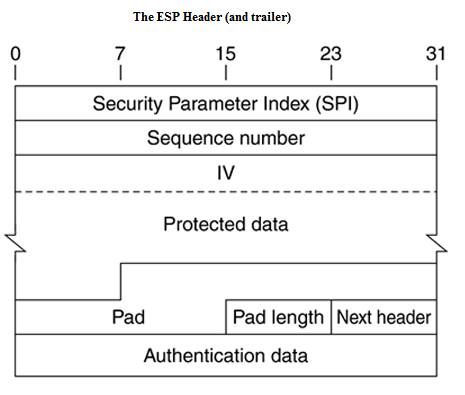 The ESP Header (and trailer)
0 7 15 23 31
Security Parameter Index (SPI)
Sequence number
IV
Protected data
Pad Pad length Next header
Authentication data